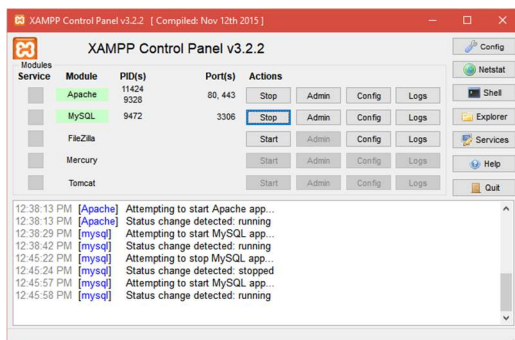 XAMPP Control Panel v3.2.2 [ Compiled: Nov 12th 2015 ]
XAMPP Control Panel v3.2.2
Config
Modules
Service Module PID(s) Port(s) Actions
Netstat
Apache 11424 9328 80, 443 Stop Admin Config Logs
Shell
MySQL 9472 3306 Stop Admin Config Logs
Explorer
FileZilla Start Admin Config Logs
Services
Mercury Start Admin Config Logs
Help
Tomcat Start Admin Config Logs
Quit
12:38:13 PM [Apache] Attempting to start Apache app...
12:38:13 PM [Apache] Status change detected: running
12:38:29 PM [mysql] Attempting to start MySQL app...
12:38:42 PM [mysql] Status change detected: running
12:45:22 PM [mysql] Attempting to stop MySQL app...
12:45:24 PM [mysql] Status change detected: stopped
12:45:57 PM [mysql] Attempting to start MySQL app...
12:45:58 PM [mysql] Status change detected: running